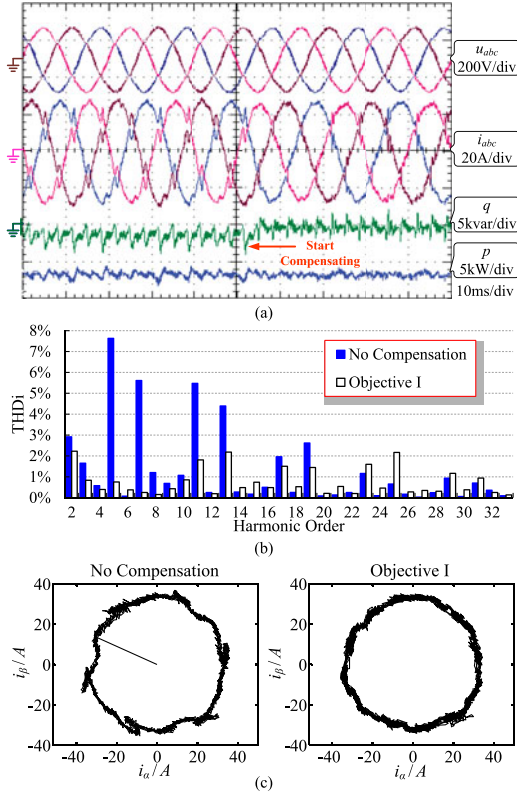 (a)
u_abc
200V/div
i_abc
20A/div
q
5kvar/div
p
5kW/div
10ms/div
Start
Compensating
(a)
8%
7%
6%
5%
4%
3%
2%
1%
0%
THDi
No Compensation
Objective I
2 4 6 8 10 12 14 16 18 20 22 24 26 28 30 32
Harmonic Order
(b)
No Compensation
40
20
0
-20
-40
i_β / A
-40 -20 0 20 40
i_α / A
Objective I
40
20
0
-20
-40
i_β / A
-40 -20 0 20 40
i_α / A
(c)